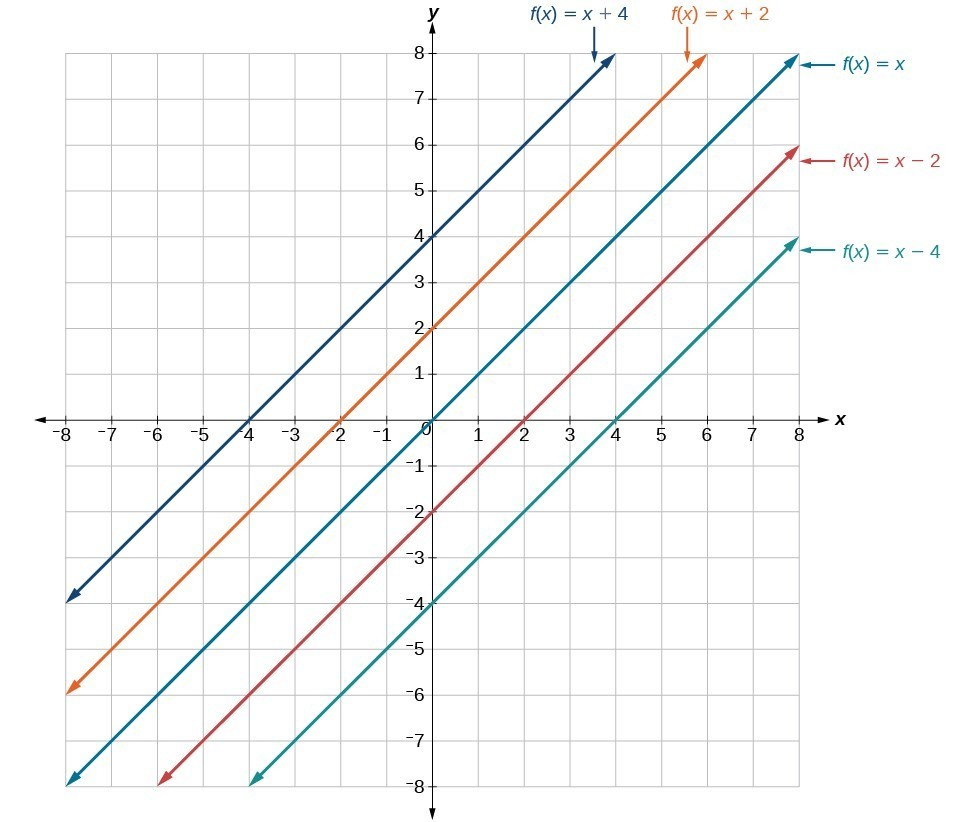 y
f(x) = x + 4
f(x) = x + 2
f(x) = x
f(x) = x − 2
f(x) = x − 4
8
7
6
5
4
3
2
1
−8 −7 −6 −5 −4 −3 −2 −1 0 1 2 3 4 5 6 7 8 x
−1
−2
−3
−4
−5
−6
−7
−8